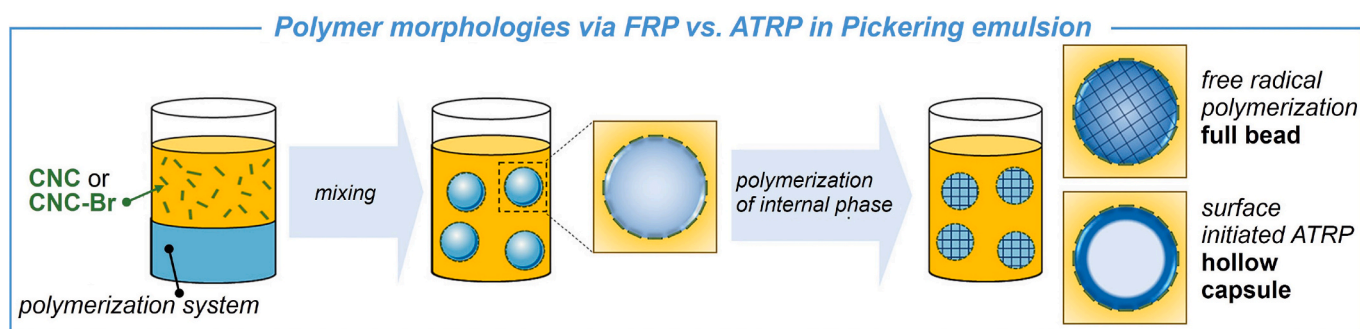 Polymer morphologies via FRP vs. ATRP in Pickering emulsion
CNC or
CNC-Br
polymerization system
mixing
polymerization
of internal phase
free radical
polymerization
full bead
surface
initiated ATRP
hollow
capsule